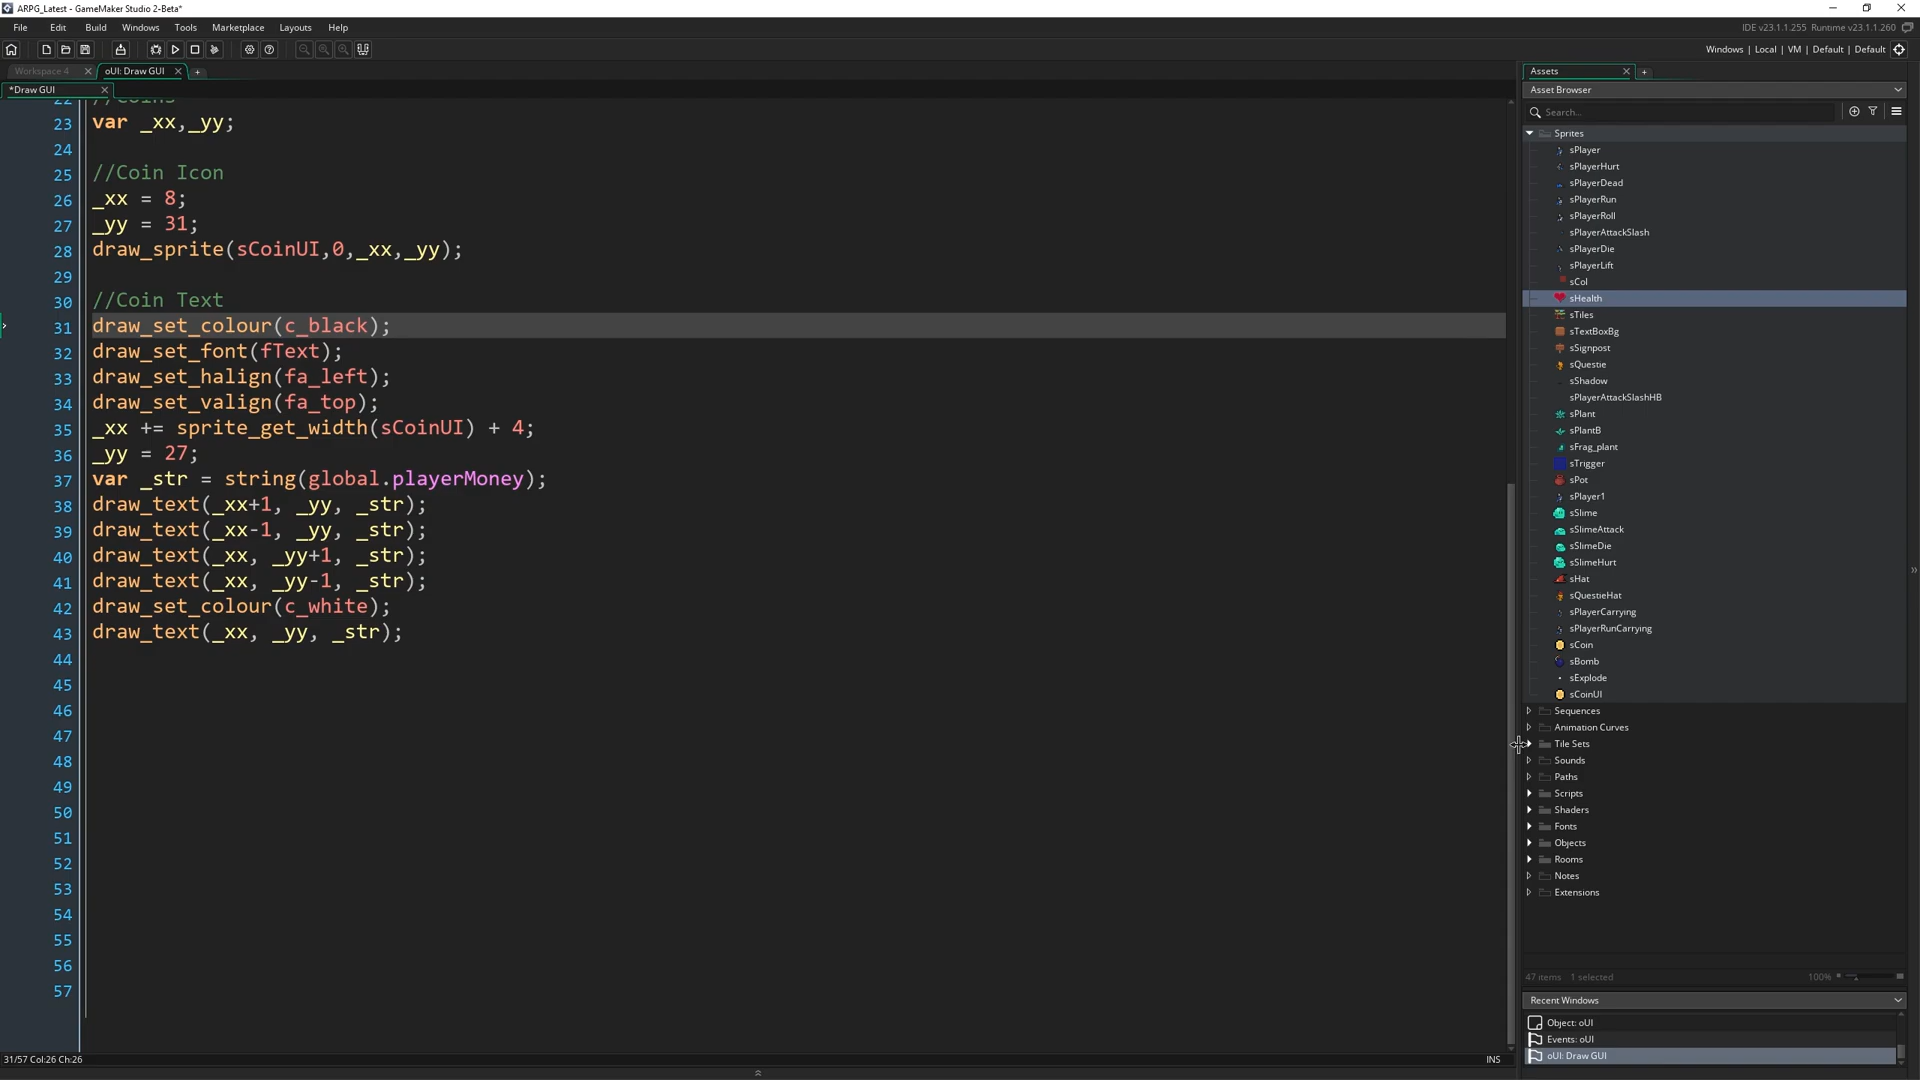 ARPG_Latest - GameMaker Studio 2-Beta*
File Edit Build Windows Tools Marketplace Layouts Help
IDE v23.1.1.255 Runtime v23.1.1.260
Windows | Local | VM | Default | Default
Workspace 4
oUI: Draw GUI
*Draw GUI
22 //Coins
23 var _xx,_yy;
24
25 //Coin Icon
26 _xx = 8;
27 _yy = 31;
28 draw_sprite(sCoinUI,0,_xx,_yy);
29
30 //Coin Text
31 draw_set_colour(c_black);
32 draw_set_font(fText);
33 draw_set_halign(fa_left);
34 draw_set_valign(fa_top);
35 _xx += sprite_get_width(sCoinUI) + 4;
36 _yy = 27;
37 var _str = string(global.playerMoney);
38 draw_text(_xx+1, _yy, _str);
39 draw_text(_xx-1, _yy, _str);
40 draw_text(_xx, _yy+1, _str);
41 draw_text(_xx, _yy-1, _str);
42 draw_set_colour(c_white);
43 draw_text(_xx, _yy, _str);
44
45
46
47
48
49
50
51
52
53
54
55
56
57
31/57 Col:26 Ch:26
INS
Assets
Asset Browser
Search...
Sprites
sPlayer
sPlayerHurt
sPlayerDead
sPlayerRun
sPlayerRoll
sPlayerAttackSlash
sPlayerDie
sPlayerLift
sCol
sHealth
sTiles
sTextBoxBg
sSignpost
sQuestie
sShadow
sPlayerAttackSlashHB
sPlant
sPlantB
sFrag_plant
sTrigger
sPot
sPlayer1
sSlime
sSlimeAttack
sSlimeDie
sSlimeHurt
sHat
sQuestieHat
sPlayerCarrying
sPlayerRunCarrying
sCoin
sBomb
sExplode
sCoinUI
Sequences
Animation Curves
Tile Sets
Sounds
Paths
Scripts
Shaders
Fonts
Objects
Rooms
Notes
Extensions
47 items 1 selected
100%
Recent Windows
Object: oUI
Events: oUI
oUI: Draw GUI